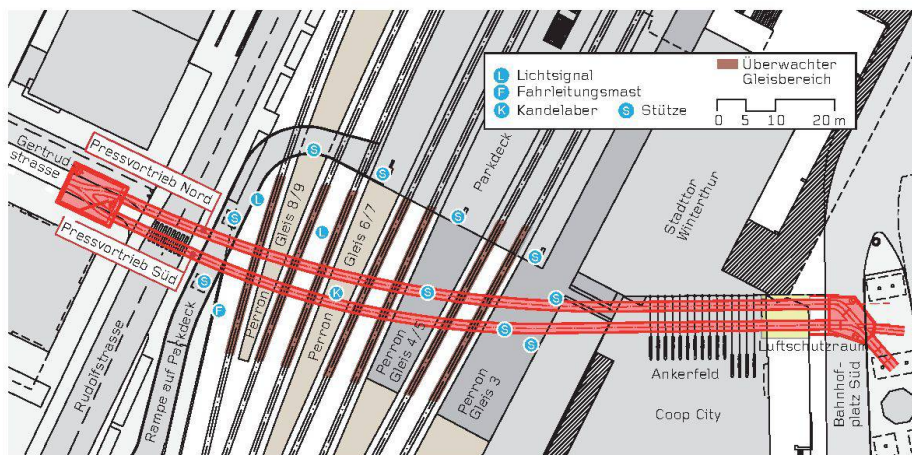 L Lichtsignal
F Fahrleitungsmast
K Kandelaber
S Stütze
Überwachter
Gleisbereich
0 5 10 20 m
Gertrud
strasse
Pressvortrieb Nord
Pressvortrieb Süd
Rudolfstrasse
Rampe auf Parkdeck
Perron
Gleis 8/9
Perron
Gleis 6/7
Perron
Gleis 4/5
Perron
Gleis 3
Parkdeck
Stadttor
Winterthur
Luftschutzraum
Ankerfeld
Coop City
Bahnhof-
platz Süd
S
L
S
S
L
S
S
S
S
F
K
S
S
S
S